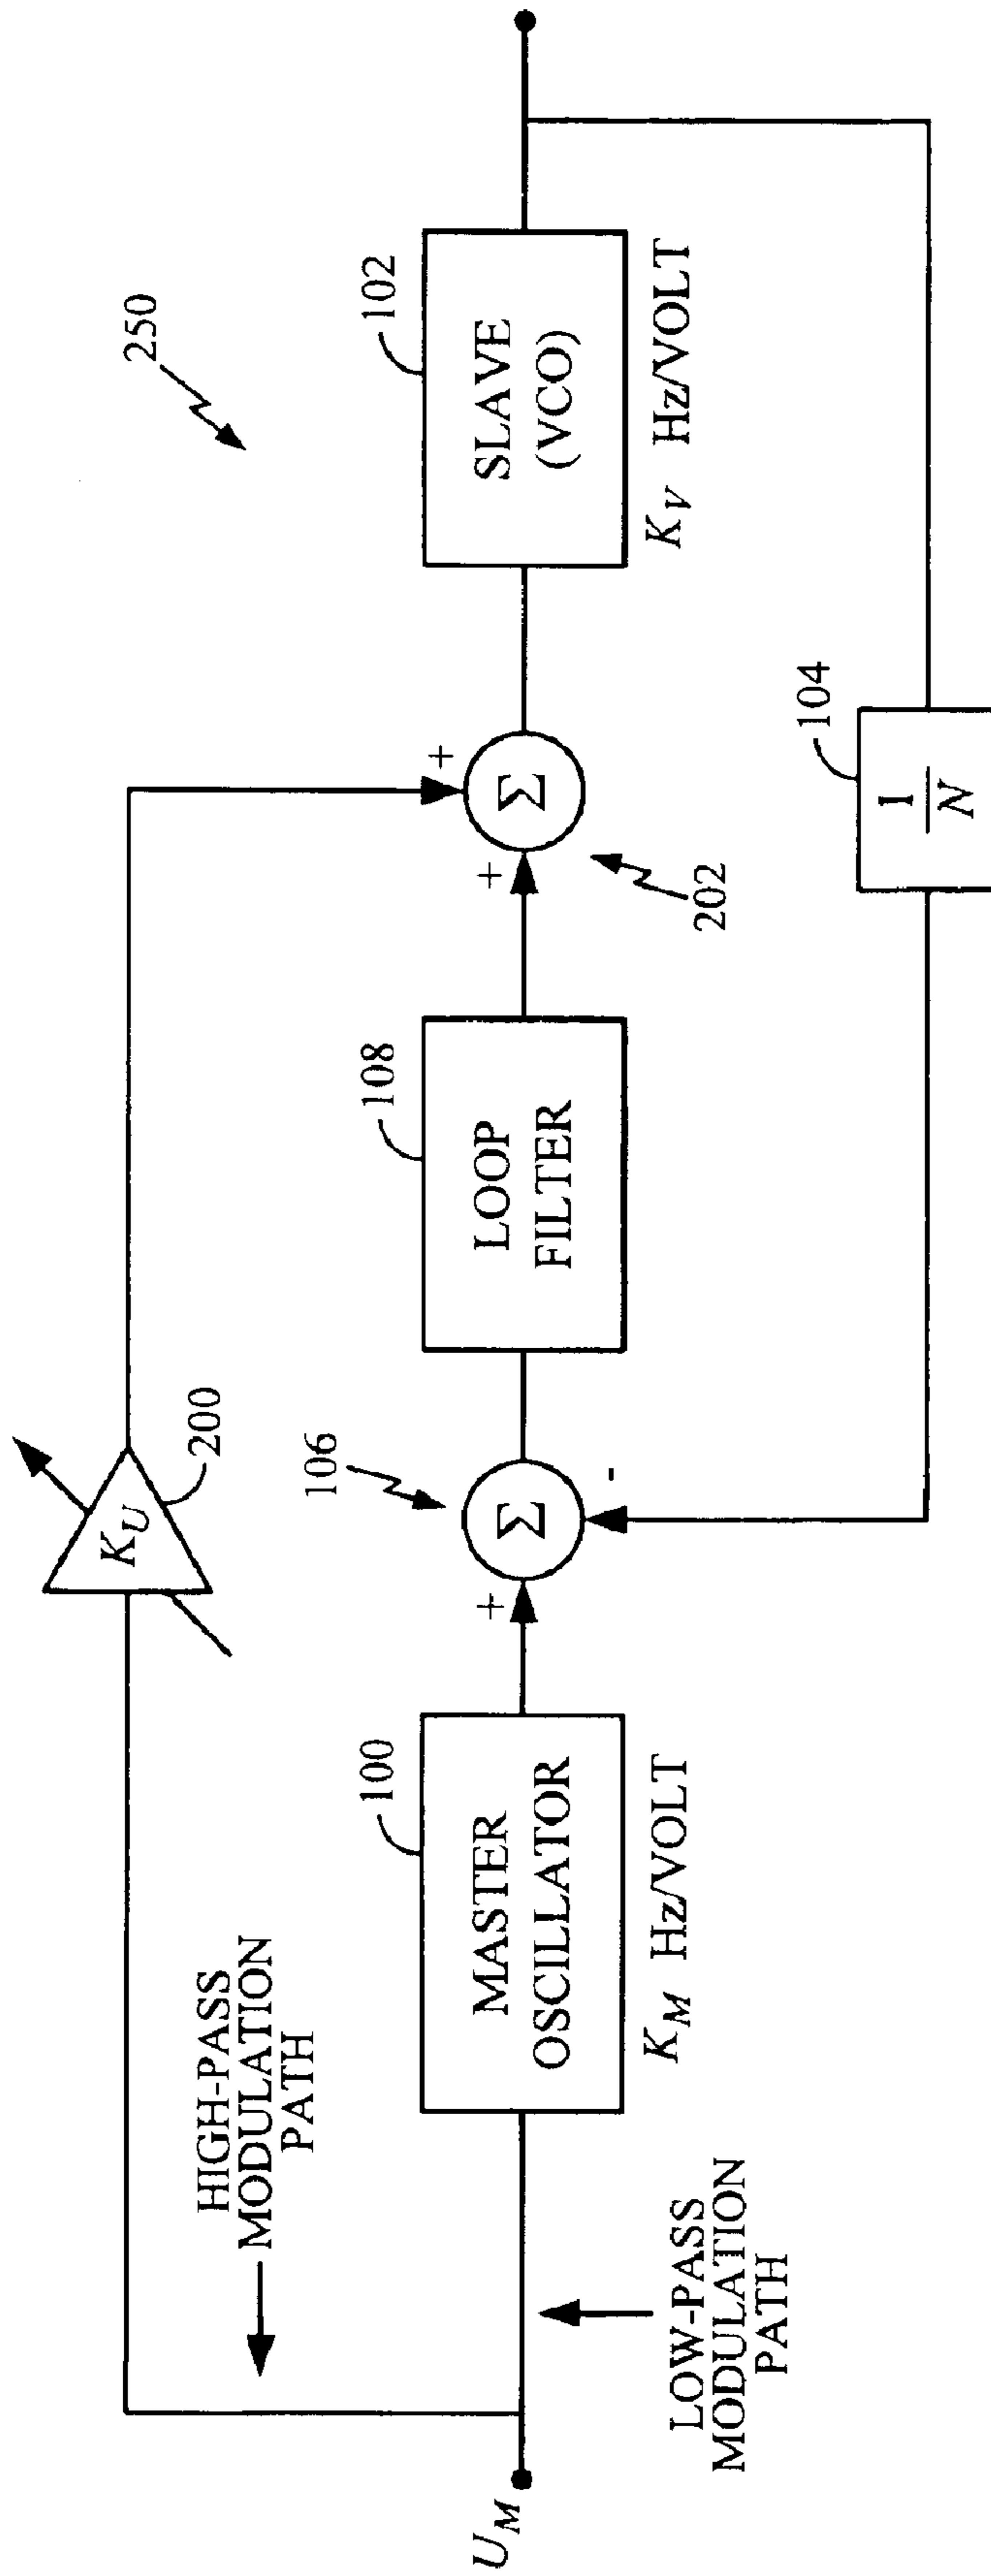 250
K_U
200
HIGH-PASS
MODULATION
PATH
U_M
LOW-PASS
MODULATION
PATH
100
MASTER
OSCILLATOR
K_M Hz/VOLT
106
+
Σ
-
108
LOOP
FILTER
+
+
Σ
202
102
SLAVE
(VCO)
K_V Hz/VOLT
104
1
N